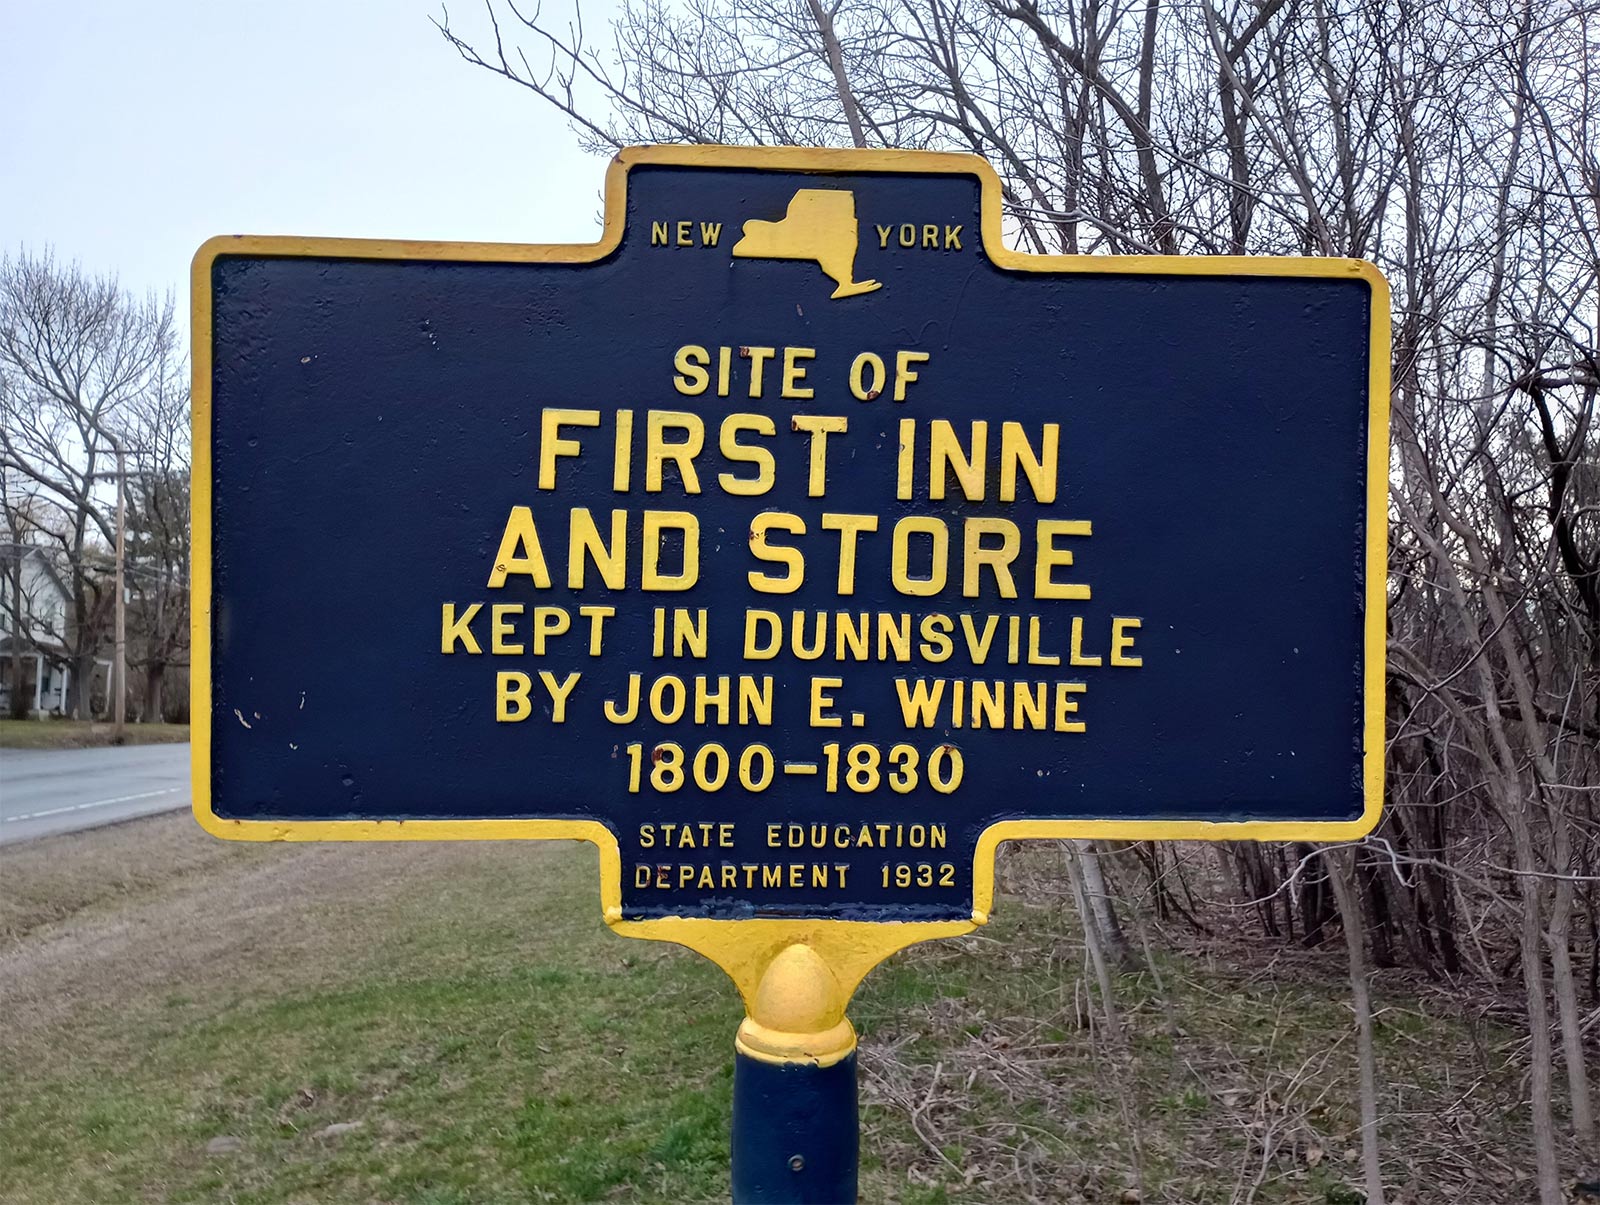 NEW YORK
SITE OF
FIRST INN
AND STORE
KEPT IN DUNNSVILLE
BY JOHN E. WINNE
1800–1830
STATE EDUCATION
DEPARTMENT 1932